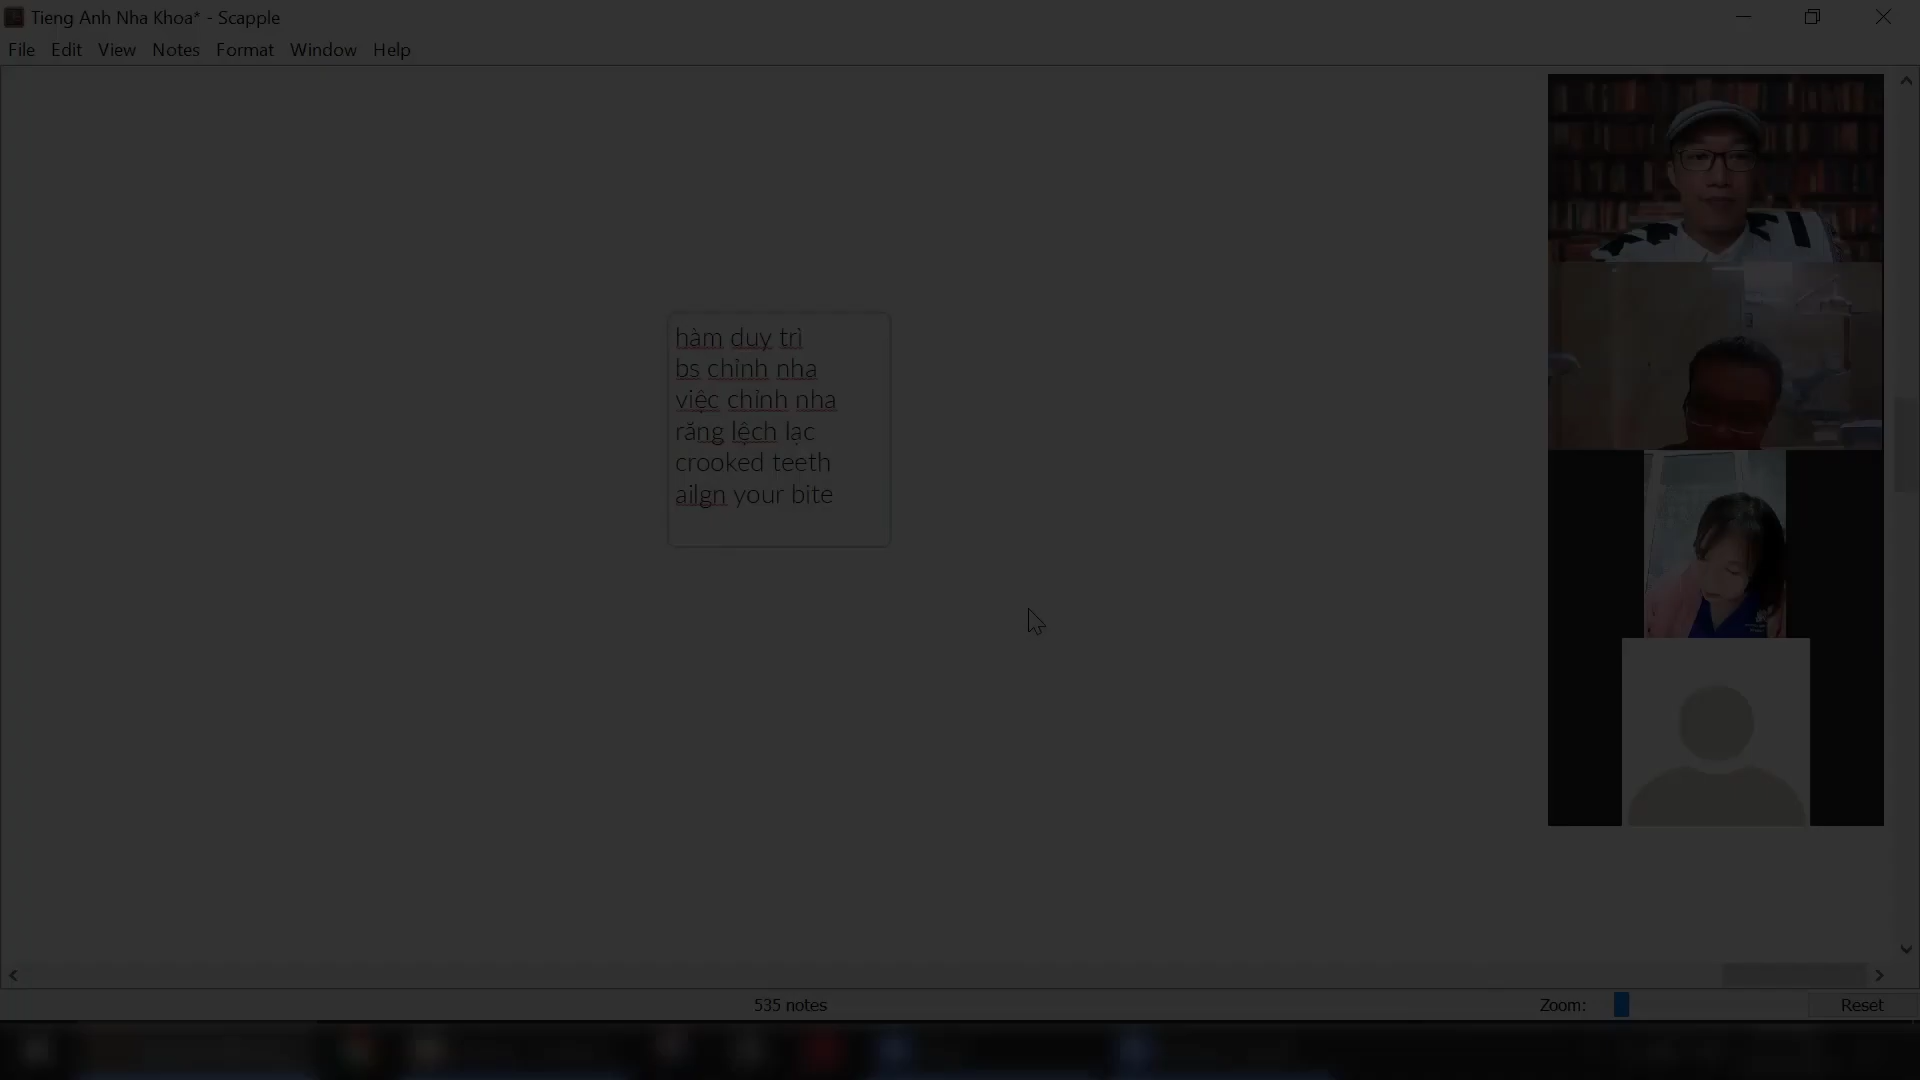 Tieng Anh Nha Khoa* - Scapple
File Edit View Notes Format Window Help
hàm duy trì
bs chỉnh nha
việc chỉnh nha
răng lệch lạc
crooked teeth
ailgn your bite
535 notes
Zoom:
Reset